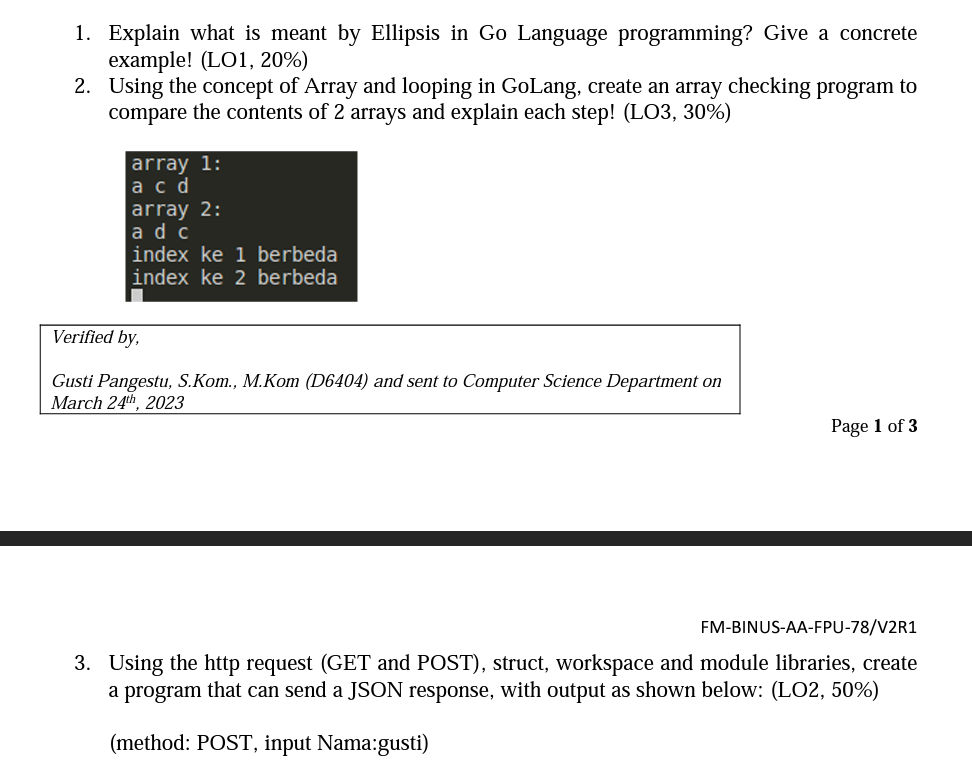 1. Explain what is meant by Ellipsis in Go Language programming? Give a concrete
example! (LO1, 20%)
2. Using the concept of Array and looping in GoLang, create an array checking program to
compare the contents of 2 arrays and explain each step! (LO3, 30%)
array 1:
a c d
array 2:
a d c
index ke 1 berbeda
index ke 2 berbeda
Verified by,
Gusti Pangestu, S.Kom., M.Kom (D6404) and sent to Computer Science Department on
March 24th, 2023
Page 1 of 3
FM-BINUS-AA-FPU-78/V2R1
3. Using the http request (GET and POST), struct, workspace and module libraries, create
a program that can send a JSON response, with output as shown below: (LO2, 50%)
(method: POST, input Nama:gusti)